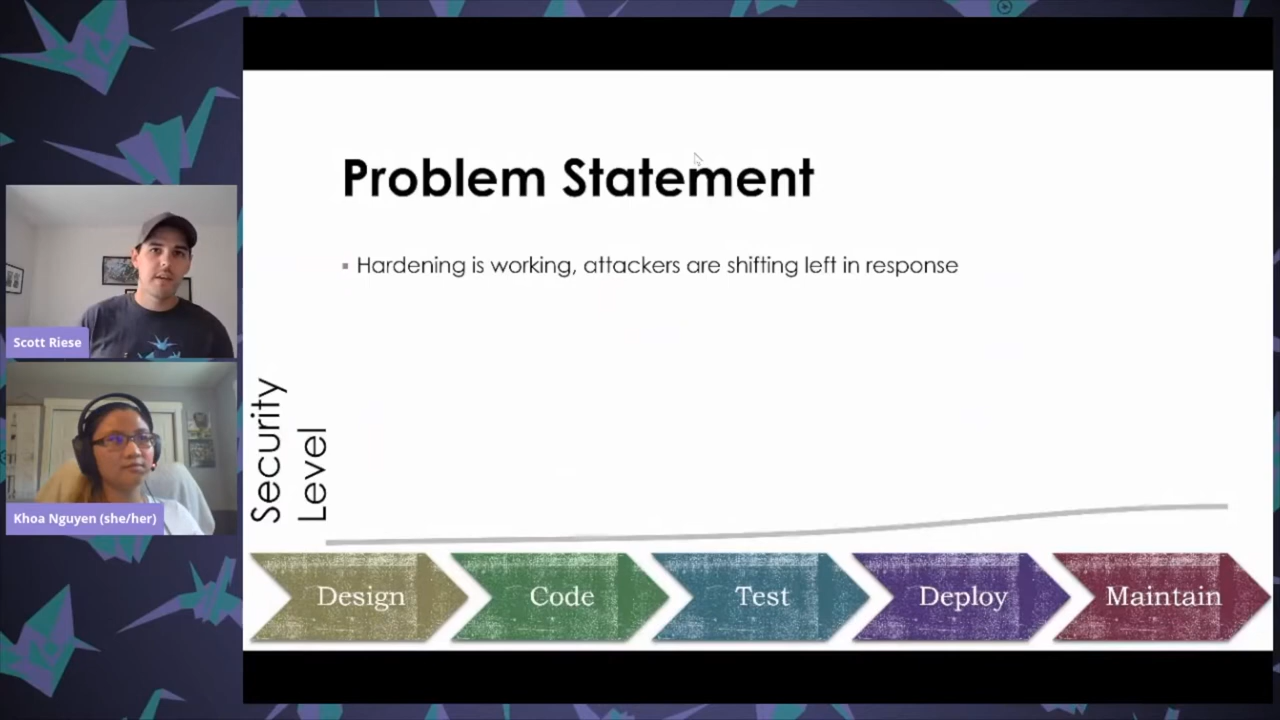 Problem Statement
Hardening is working, attackers are shifting left in response
Scott Riese
Khoa Nguyen (she/her)
Security
Level
Design
Code
Test
Deploy
Maintain